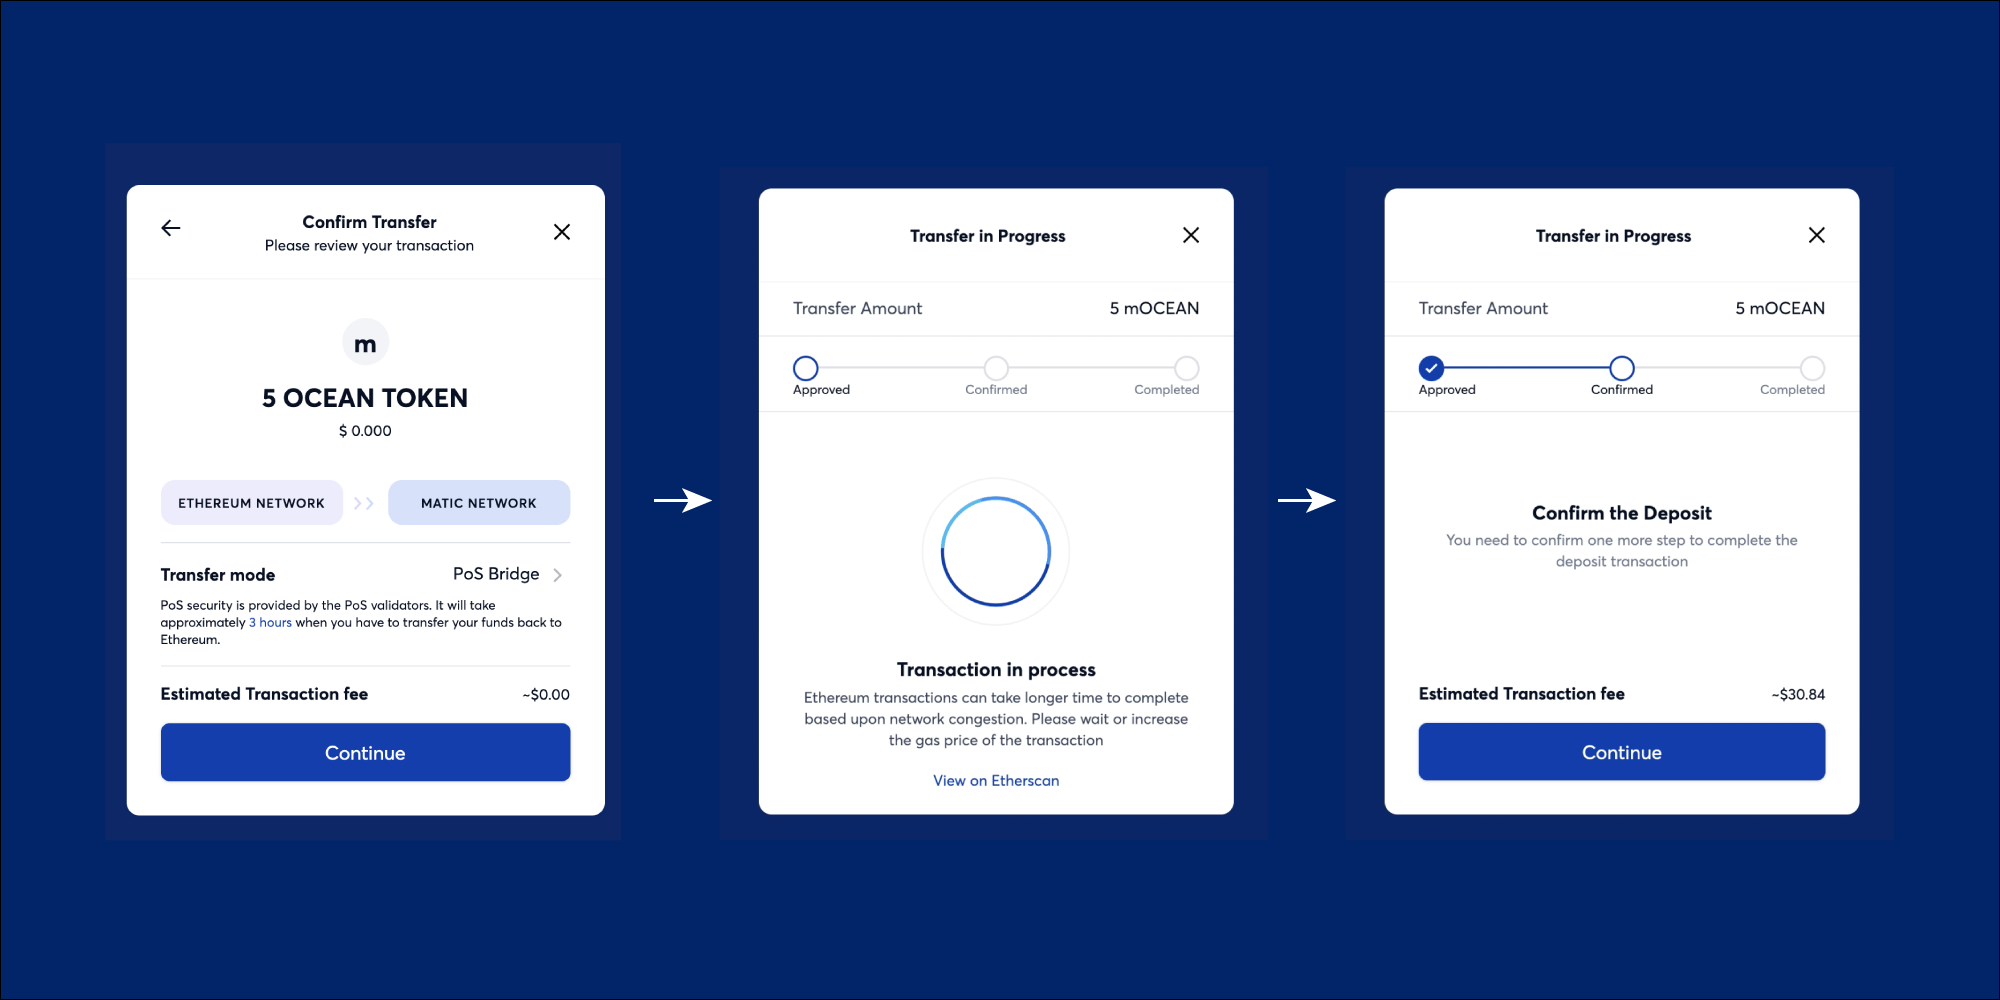 Confirm Transfer
Please review your transaction
m
5 OCEAN TOKEN
$ 0.000
ETHEREUM NETWORK
MATIC NETWORK
Transfer mode
PoS Bridge
PoS security is provided by the PoS validators. It will take
approximately 3 hours when you have to transfer your funds back to
Ethereum.
Estimated Transaction fee
~$0.00
Continue
Transfer in Progress
Transfer Amount
5 mOCEAN
Approved
Confirmed
Completed
Transaction in process
Ethereum transactions can take longer time to complete
based upon network congestion. Please wait or increase
the gas price of the transaction
View on Etherscan
Transfer in Progress
Transfer Amount
5 mOCEAN
Approved
Confirmed
Completed
Confirm the Deposit
You need to confirm one more step to complete the
deposit transaction
Estimated Transaction fee
~$30.84
Continue